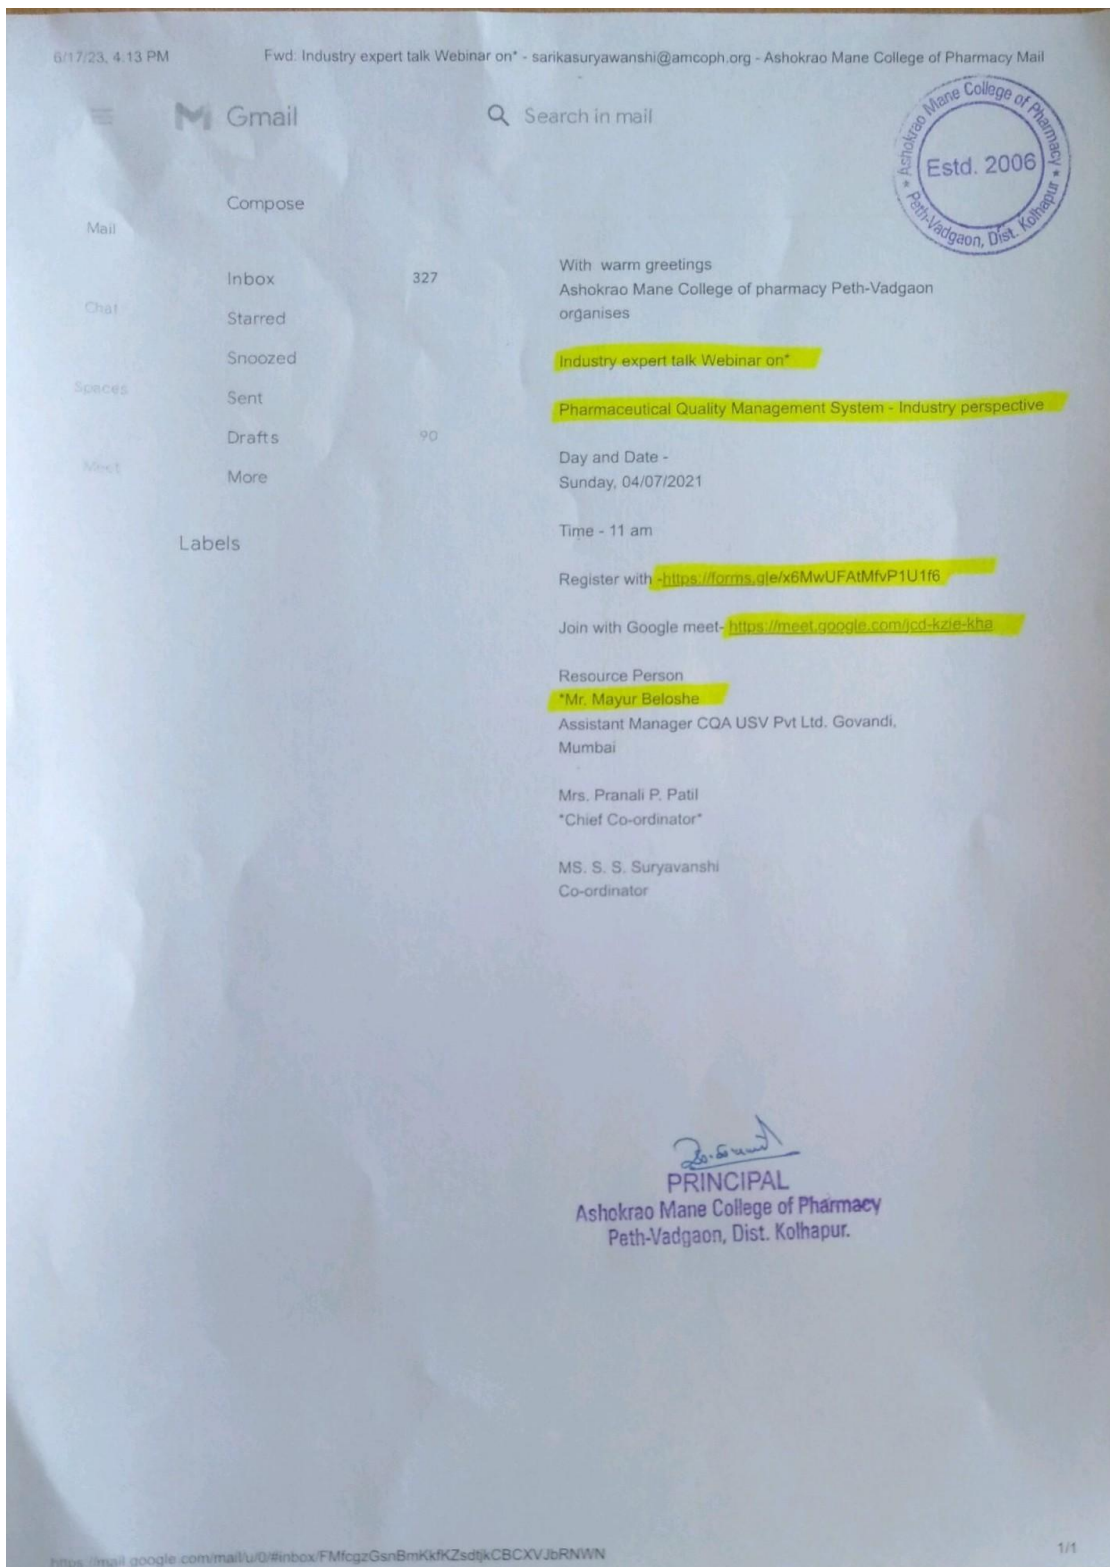 6/17/23, 4:13 PM
Fwd: Industry expert talk Webinar on* - sarikasuryawanshi@amcoph.org - Ashokrao Mane College of Pharmacy Mail
Gmail
Search in mail
* Ashokrao Mane College of Pharmacy *
Estd. 2006
Peth-Vadgaon, Dist. Kolhapur
Compose
Mail
Inbox 327
Chat
Starred
Snoozed
Spaces
Sent
Drafts 90
Meet
More
Labels
With warm greetings
Ashokrao Mane College of pharmacy Peth-Vadgaon
organises
Industry expert talk Webinar on*
Pharmaceutical Quality Management System - Industry perspective
Day and Date -
Sunday, 04/07/2021
Time - 11 am
Register with -https://forms.gle/x6MwUFAtMfvP1U1f6
Join with Google meet- https://meet.google.com/jcd-kzie-kha
Resource Person
*Mr. Mayur Beloshe
Assistant Manager CQA USV Pvt Ltd. Govandi,
Mumbai
Mrs. Pranali P. Patil
*Chief Co-ordinator*
MS. S. S. Suryavanshi
Co-ordinator
PRINCIPAL
Ashokrao Mane College of Pharmacy
Peth-Vadgaon, Dist. Kolhapur.
https://mail.google.com/mail/u/0/#inbox/FMfcgzGsnBmKkfKZsdtjkCBCXVJbRNWN
1/1